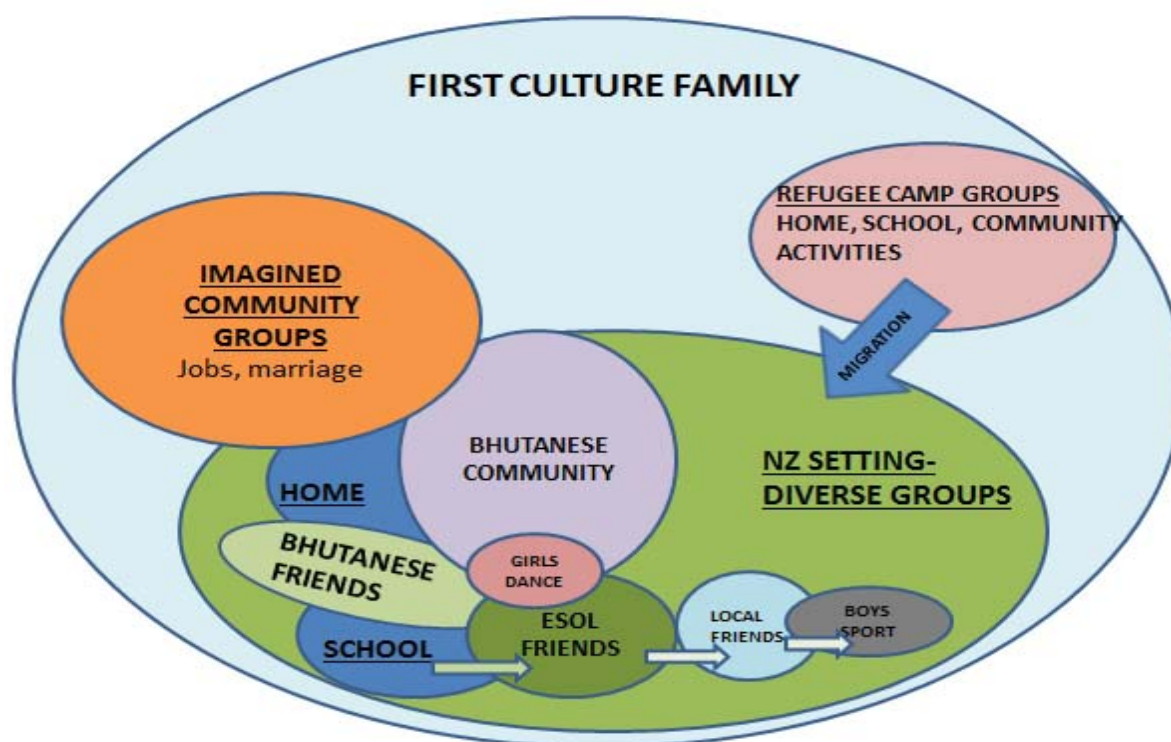 FIRST CULTURE FAMILY
REFUGEE CAMP GROUPS
HOME, SCHOOL, COMMUNITY
ACTIVITIES
IMAGINED
COMMUNITY
GROUPS
Jobs, marriage
MIGRATION
BHUTANESE
COMMUNITY
NZ SETTING-
DIVERSE GROUPS
HOME
BHUTANESE
FRIENDS
GIRLS
DANCE
ESOL
FRIENDS
SCHOOL
LOCAL
FRIENDS
BOYS
SPORT